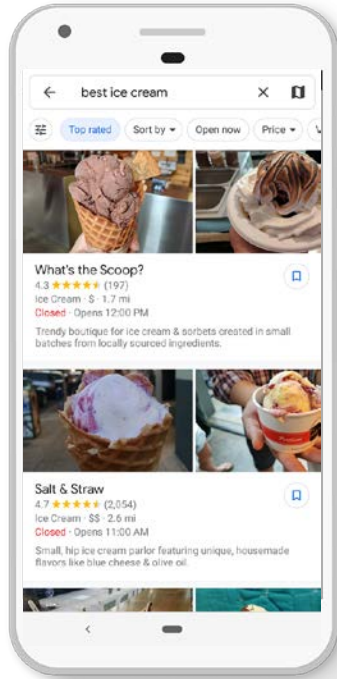 best ice cream
Top rated
Sort by
Open now
Price
What's the Scoop?
4.3 (197)
Ice Cream · $ · 1.7 mi
Closed · Opens 12:00 PM
Trendy boutique for ice cream & sorbets created in small
batches from locally sourced ingredients.
Salt & Straw
4.7 (2,054)
Ice Cream · $$ · 2.6 mi
Closed · Opens 11:00 AM
Small, hip ice cream parlor featuring unique, housemade
flavors like blue cheese & olive oil.